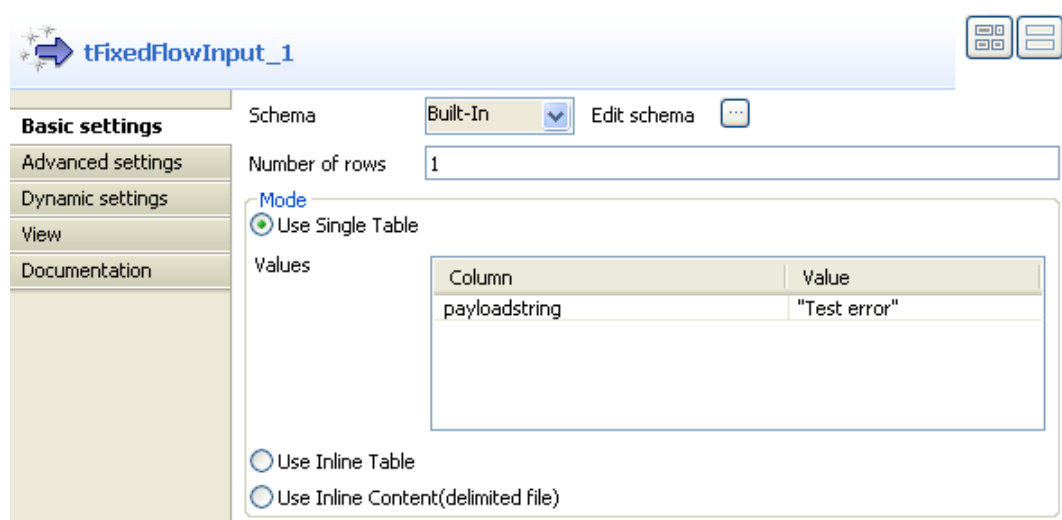 tFixedFlowInput_1
Basic settings
Advanced settings
Dynamic settings
View
Documentation
Schema Built-In Edit schema ...
Number of rows 1
Mode
Use Single Table
Values
Column Value
payloadstring "Test error"
Use Inline Table
Use Inline Content(delimited file)